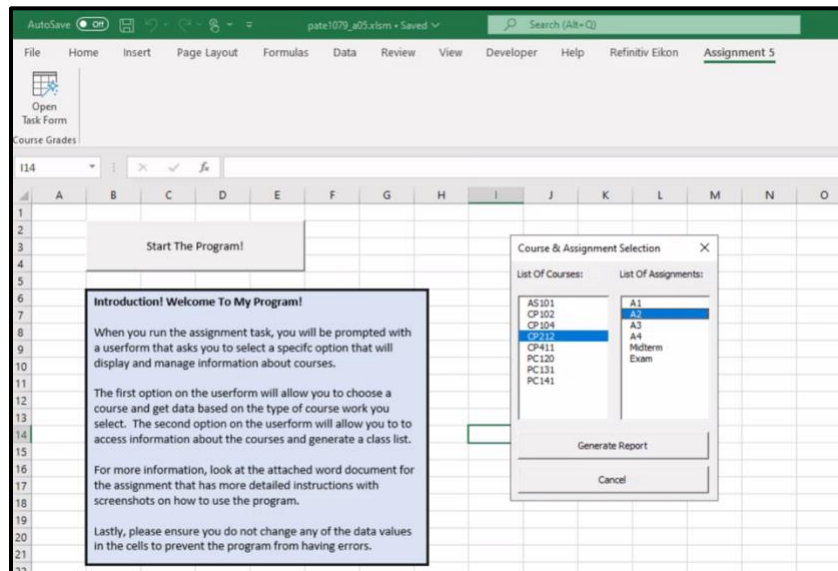 AutoSave Off pate1079_a05.xlsm • Saved Search (Alt+Q)
File Home Insert Page Layout Formulas Data Review View Developer Help Refinitiv Eikon Assignment 5
Open
Task Form
Course Grades
I14 fx
A B C D E F G H I J K L M N O
1
2
3
4
5
6
7
8
9
10
11
12
13
14
15
16
17
18
19
20
21
22
Start The Program!
Introduction! Welcome To My Program!
When you run the assignment task, you will be prompted with
a userform that asks you to select a specifc option that will
display and manage information about courses.
The first option on the userform will allow you to choose a
course and get data based on the type of course work you
select. The second option on the userform will allow you to to
access information about the courses and generate a class list.
For more information, look at the attached word document for
the assignment that has more detailed instructions with
screenshots on how to use the program.
Lastly, please ensure you do not change any of the data values
in the cells to prevent the program from having errors.
Course & Assignment Selection
List Of Courses: List Of Assignments:
AS101 A1
CP102 A2
CP104 A3
CP212 A4
CP411 Midterm
PC120 Exam
PC131
PC141
Generate Report
Cancel